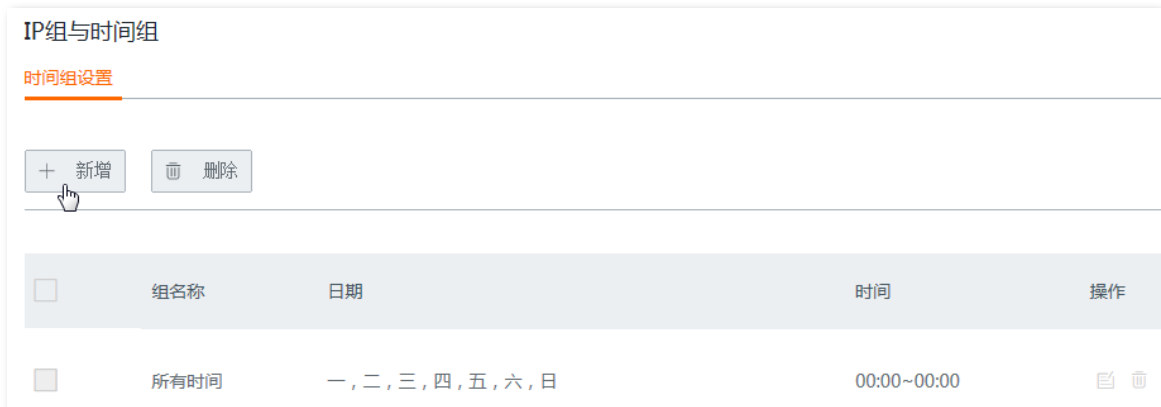 IP组与时间组
时间组设置
新增 删除
组名称 日期 时间 操作
所有时间 一 , 二 , 三 , 四 , 五 , 六 , 日 00:00~00:00